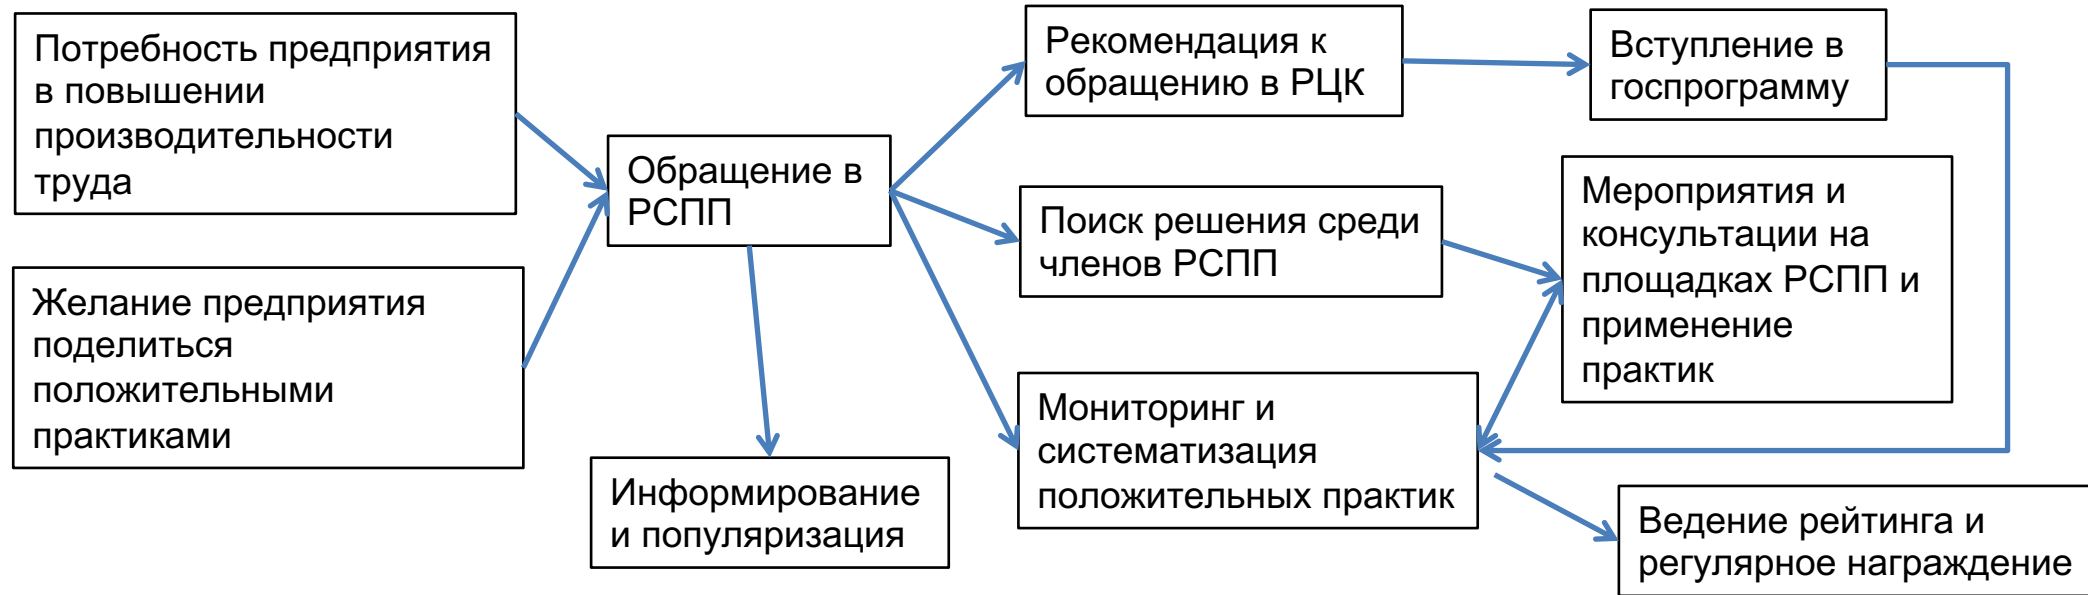 Потребность предприятия
в повышении
производительности
труда
Желание предприятия
поделиться
положительными
практиками
Обращение в
РСПП
Информирование
и популяризация
Рекомендация к
обращению в РЦК
Поиск решения среди
членов РСПП
Мониторинг и
систематизация
положительных практик
Вступление в
госпрограмму
Мероприятия и
консультации на
площадках РСПП и
применение
практик
Ведение рейтинга и
регулярное награждение